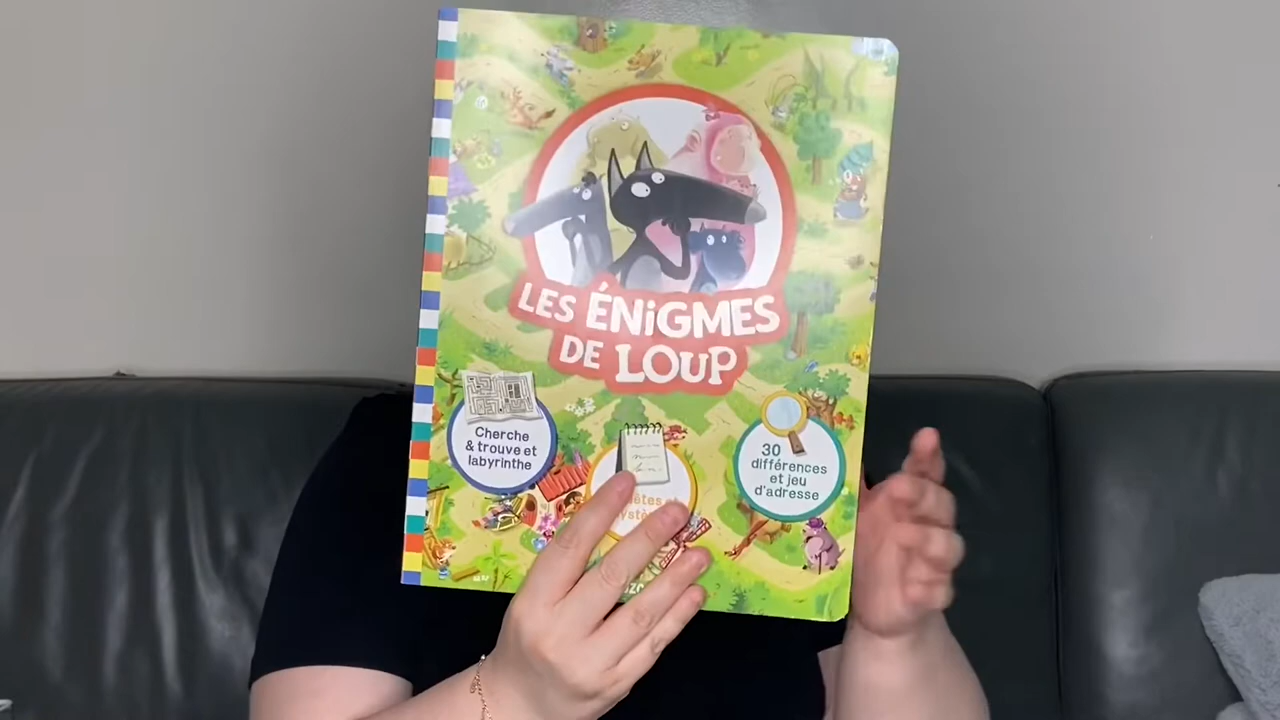 LES ÉNiGMES
DE LOUP
Cherche
& trouve et
labyrinthe
30
différences
et jeu
d'adresse